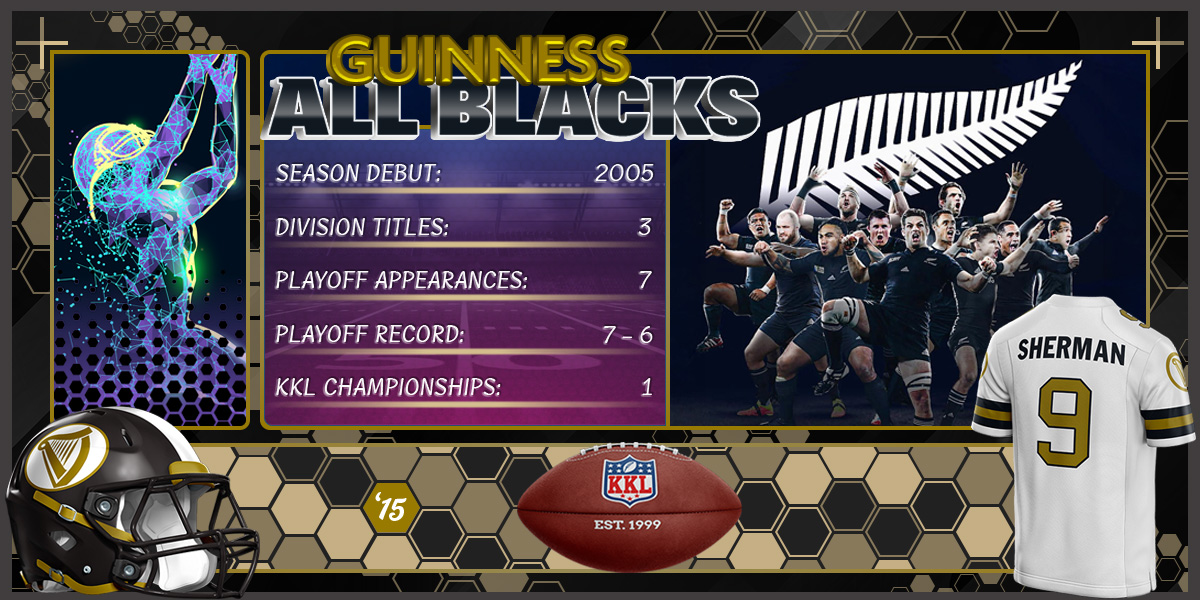 GUINNESS
ALL BLACKS
SEASON DEBUT: 2005
DIVISION TITLES: 3
PLAYOFF APPEARANCES: 7
PLAYOFF RECORD: 7 – 6
KKL CHAMPIONSHIPS: 1
SHERMAN
9
'15
KKL
EST. 1999